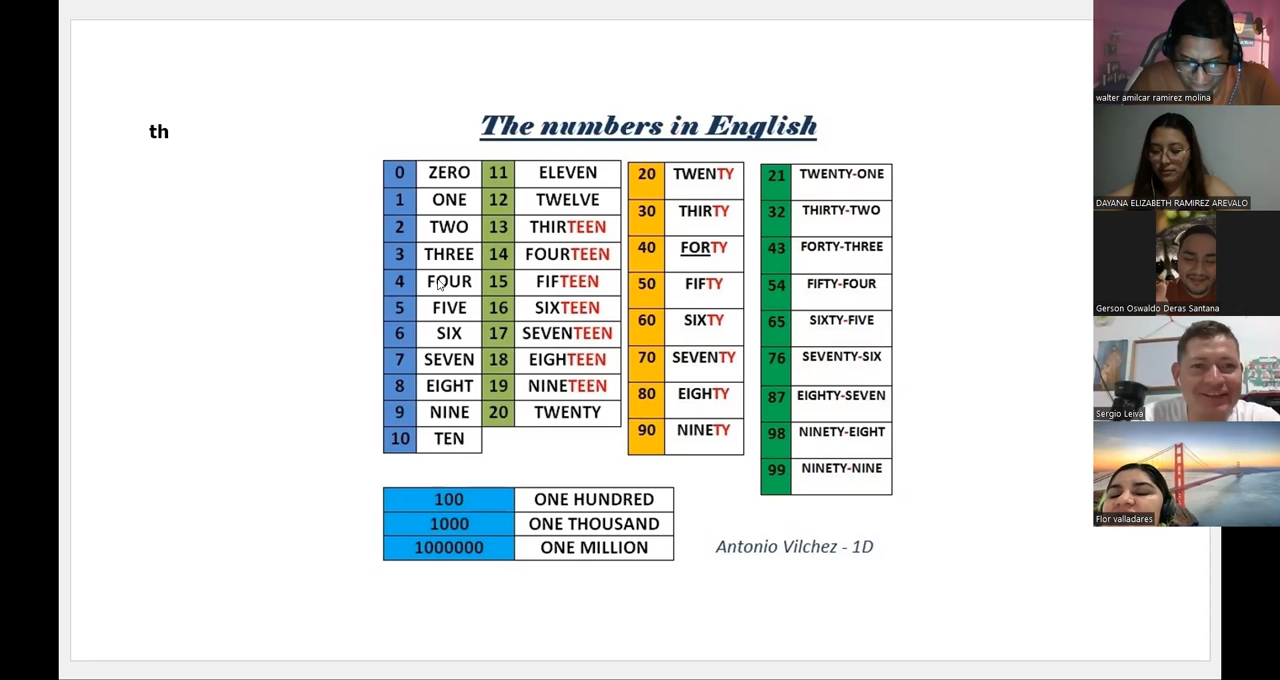 th
The numbers in English
0 ZERO 11 ELEVEN
1 ONE 12 TWELVE
2 TWO 13 THIRTEEN
3 THREE 14 FOURTEEN
4 FOUR 15 FIFTEEN
5 FIVE 16 SIXTEEN
6 SIX 17 SEVENTEEN
7 SEVEN 18 EIGHTEEN
8 EIGHT 19 NINETEEN
9 NINE 20 TWENTY
10 TEN
20 TWENTY
30 THIRTY
40 FORTY
50 FIFTY
60 SIXTY
70 SEVENTY
80 EIGHTY
90 NINETY
21 TWENTY-ONE
32 THIRTY-TWO
43 FORTY-THREE
54 FIFTY-FOUR
65 SIXTY-FIVE
76 SEVENTY-SIX
87 EIGHTY-SEVEN
98 NINETY-EIGHT
99 NINETY-NINE
100 ONE HUNDRED
1000 ONE THOUSAND
1000000 ONE MILLION
Antonio Vilchez - 1D
walter amilcar ramirez molina
DAYANA ELIZABETH RAMIREZ AREVALO
Gerson Oswaldo Deras Santana
Sergio Leiva
Flor valladares